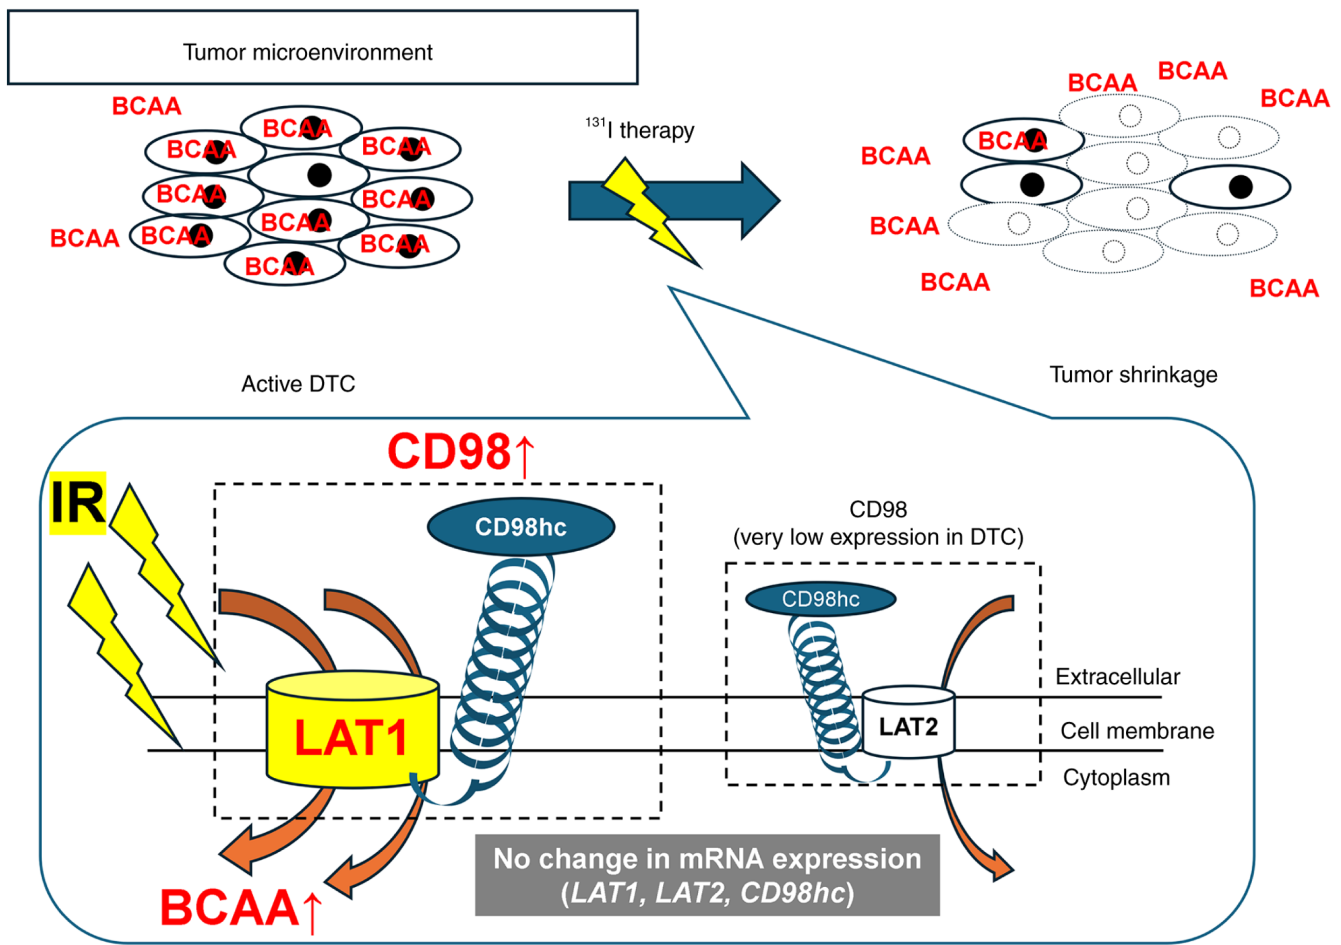 Tumor microenvironment
BCAA
BCAA
BCAA
BCAA
BCAA
BCAA
BCAA
BCAA
BCAA
BCAA
BCAA
BCAA
Active DTC
131I therapy
BCAA
BCAA
BCAA
BCAA
BCAA
BCAA
BCAA
BCAA
Tumor shrinkage
IR
CD98↑
CD98hc
LAT1
BCAA↑
CD98
(very low expression in DTC)
CD98hc
LAT2
Extracellular
Cell membrane
Cytoplasm
No change in mRNA expression
(LAT1, LAT2, CD98hc)